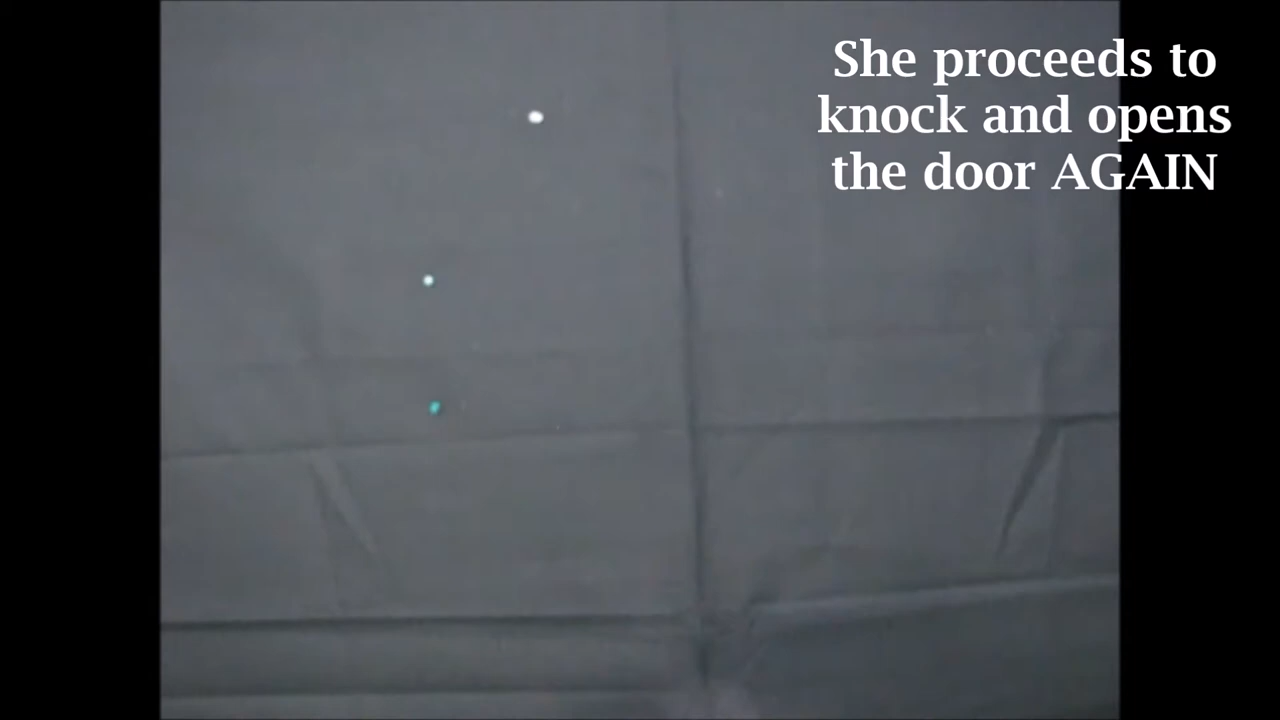 She proceeds to
knock and opens
the door AGAIN